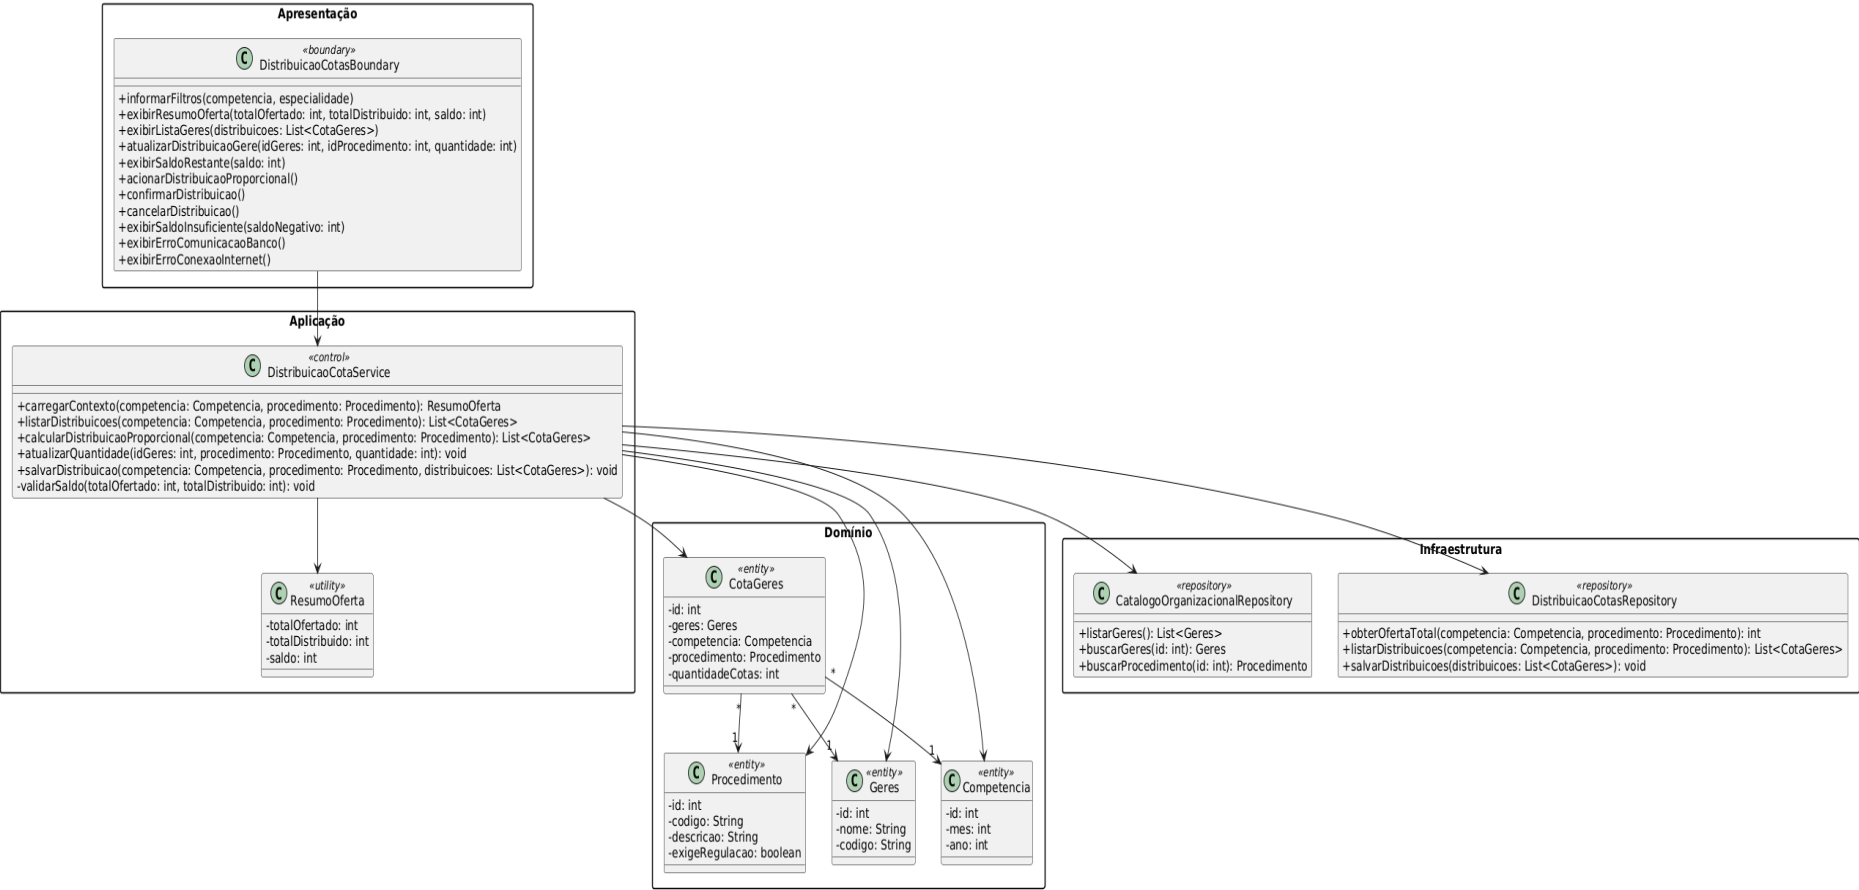 Apresentação
«boundary»
C DistribuicaoCotasBoundary
+informarFiltros(competencia, especialidade)
+exibirResumoOferta(totalOfertado: int, totalDistribuido: int, saldo: int)
+exibirListaGeres(distribuicoes: List<CotaGeres>)
+atualizarDistribuicaoGere(idGeres: int, idProcedimento: int, quantidade: int)
+exibirSaldoRestante(saldo: int)
+acionarDistribuicaoProporcional()
+confirmarDistribuicao()
+cancelarDistribuicao()
+exibirSaldoInsuficiente(saldoNegativo: int)
+exibirErroComunicacaoBanco()
+exibirErroConexaoInternet()
Aplicação
«control»
C DistribuicaoCotaService
+carregarContexto(competencia: Competencia, procedimento: Procedimento): ResumoOferta
+listarDistribuicoes(competencia: Competencia, procedimento: Procedimento): List<CotaGeres>
+calcularDistribuicaoProporcional(competencia: Competencia, procedimento: Procedimento): List<CotaGeres>
+atualizarQuantidade(idGeres: int, procedimento: Procedimento, quantidade: int): void
+salvarDistribuicao(competencia: Competencia, procedimento: Procedimento, distribuicoes: List<CotaGeres>): void
-validarSaldo(totalOfertado: int, totalDistribuido: int): void
«utility»
C ResumoOferta
-totalOfertado: int
-totalDistribuido: int
-saldo: int
Domínio
«entity»
C CotaGeres
-id: int
-geres: Geres
-competencia: Competencia
-procedimento: Procedimento
-quantidadeCotas: int
*
* *
1 1 1
«entity»
C Procedimento
-id: int
-codigo: String
-descricao: String
-exigeRegulacao: boolean
«entity»
C Geres
-id: int
-nome: String
-codigo: String
«entity»
C Competencia
-id: int
-mes: int
-ano: int
Infraestrutura
«repository»
C CatalogoOrganizacionalRepository
+listarGeres(): List<Geres>
+buscarGeres(id: int): Geres
+buscarProcedimento(id: int): Procedimento
«repository»
C DistribuicaoCotasRepository
+obterOfertaTotal(competencia: Competencia, procedimento: Procedimento): int
+listarDistribuicoes(competencia: Competencia, procedimento: Procedimento): List<CotaGeres>
+salvarDistribuicoes(distribuicoes: List<CotaGeres>): void